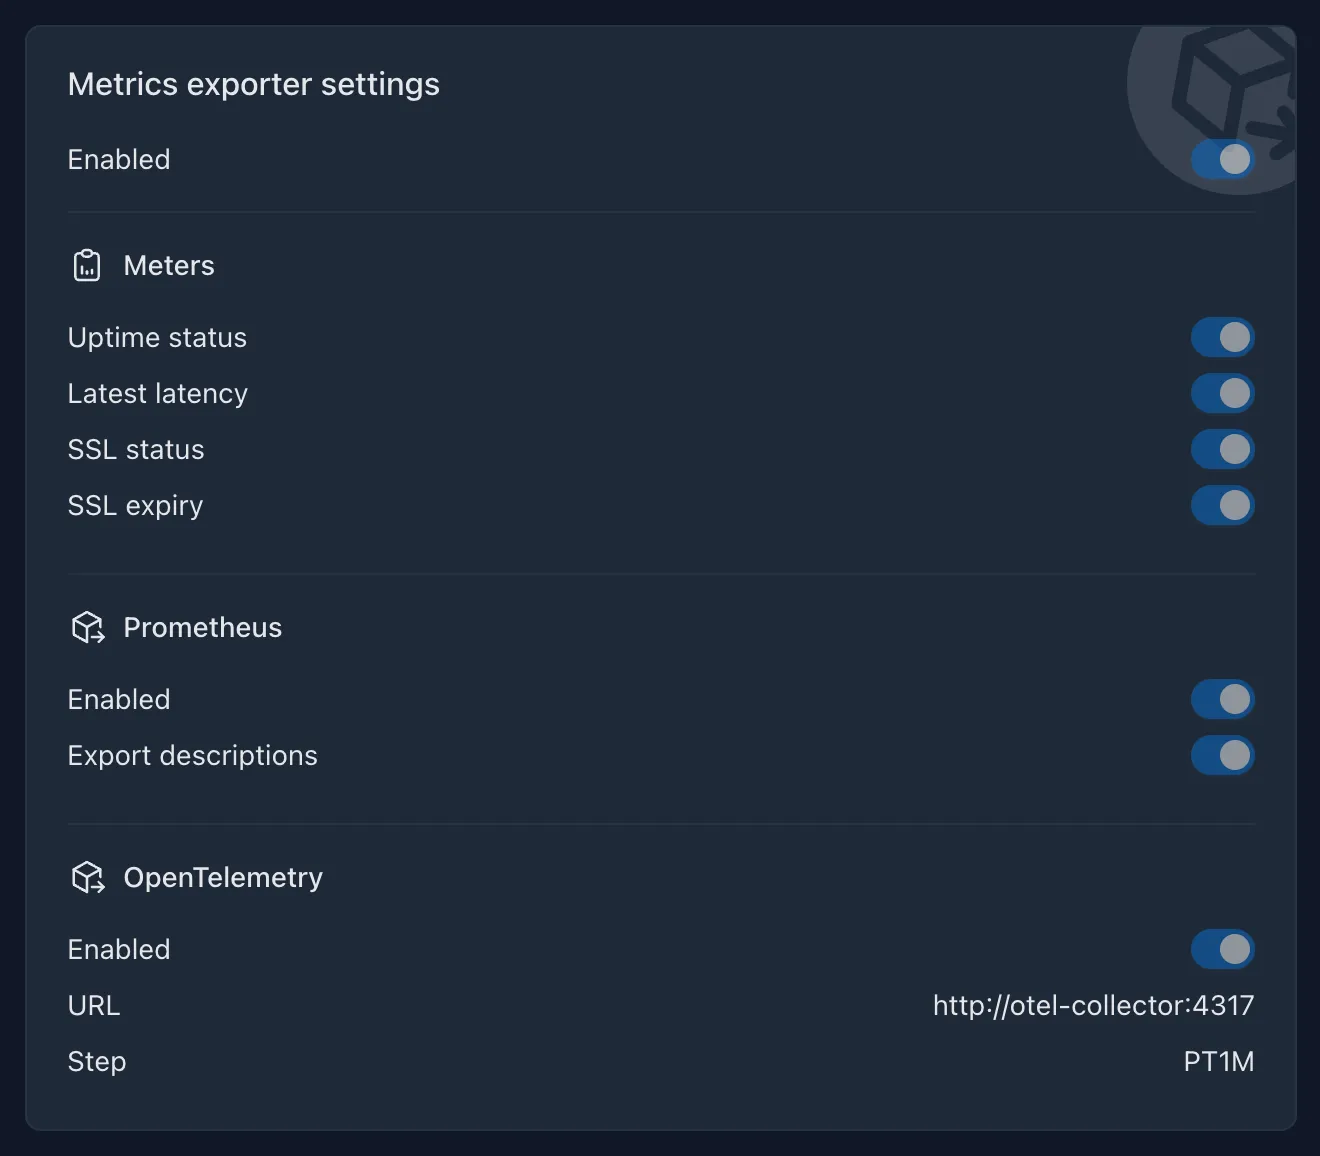 Metrics exporter settings
Enabled
Meters
Uptime status
Latest latency
SSL status
SSL expiry
Prometheus
Enabled
Export descriptions
OpenTelemetry
Enabled
URL http://otel-collector:4317
Step PT1M